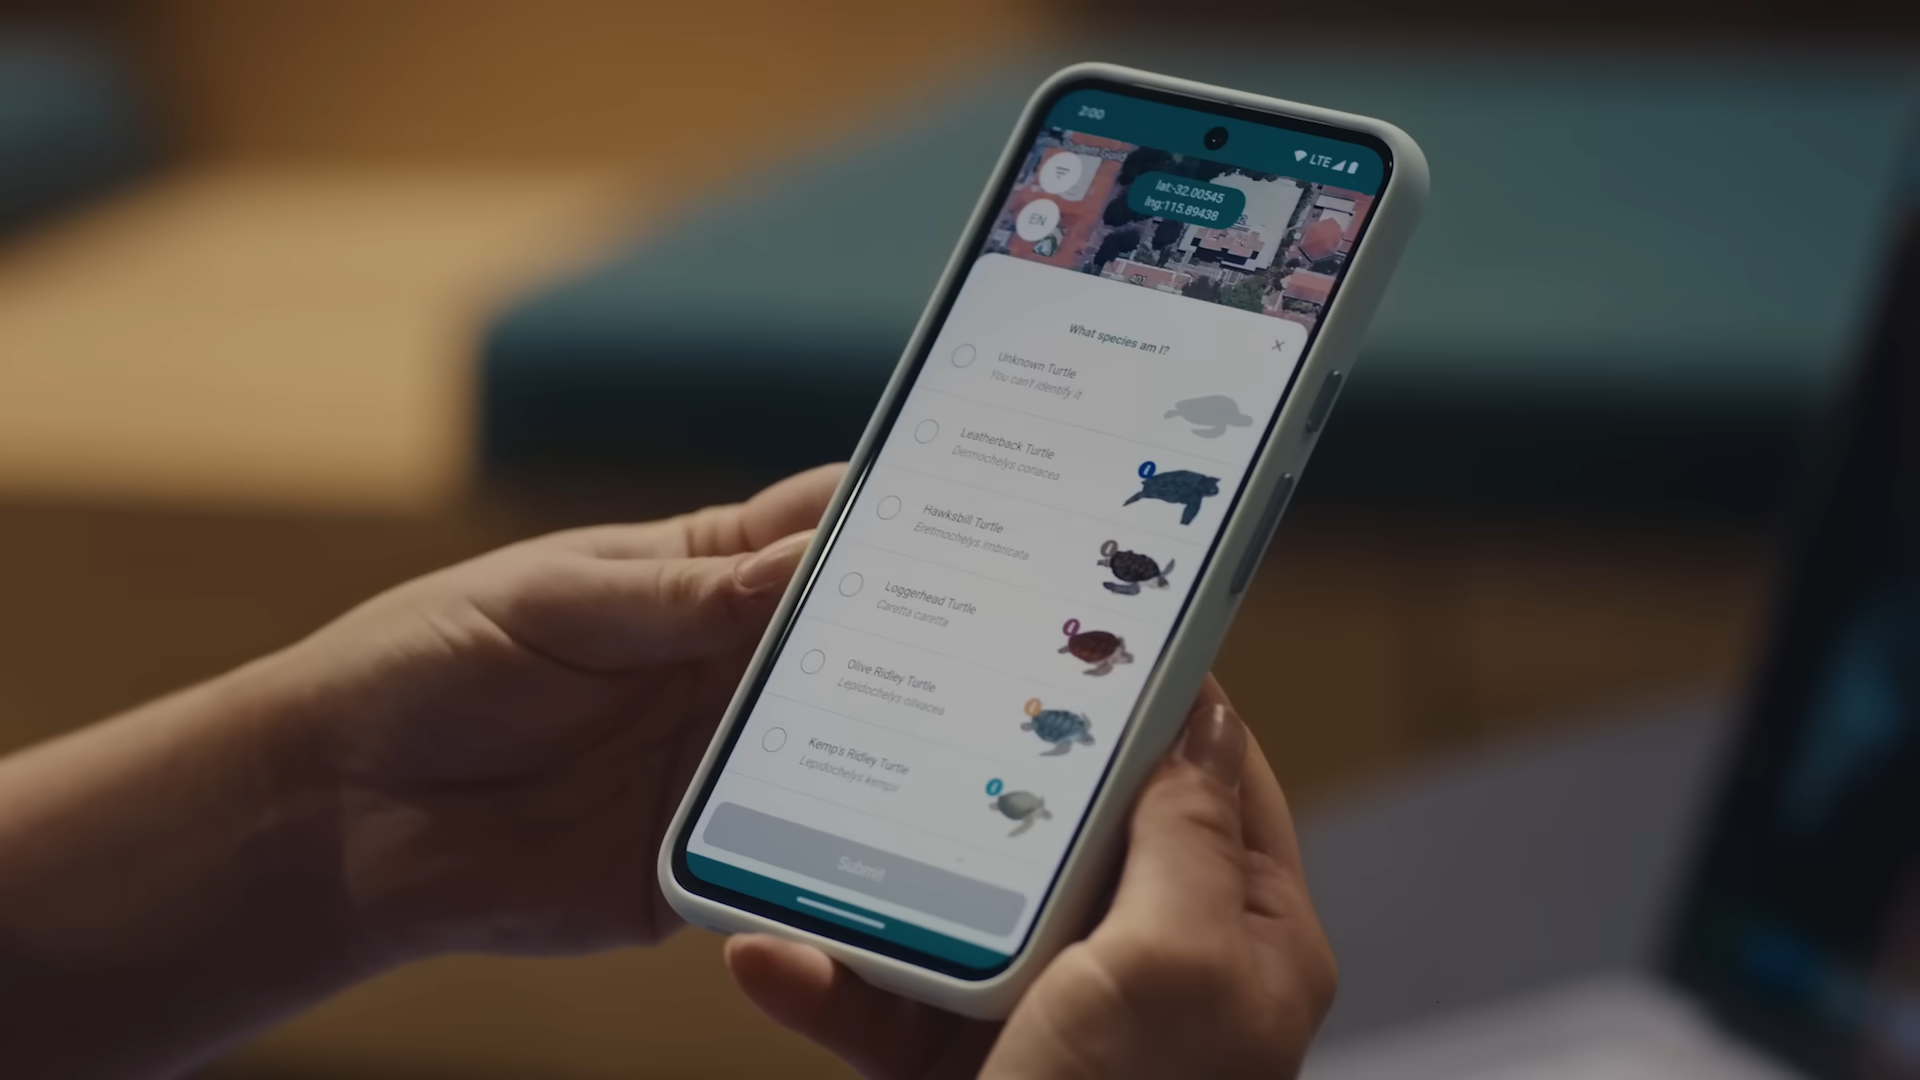 2:00
LTE
lat:-32.00545
lng:115.89438
EN
What species am I?
Unknown Turtle
You can't identify it
Leatherback Turtle
Dermochelys coriacea
Hawksbill Turtle
Eretmochelys imbricata
Loggerhead Turtle
Caretta caretta
Olive Ridley Turtle
Lepidochelys olivacea
Kemp's Ridley Turtle
Lepidochelys kempii
Submit